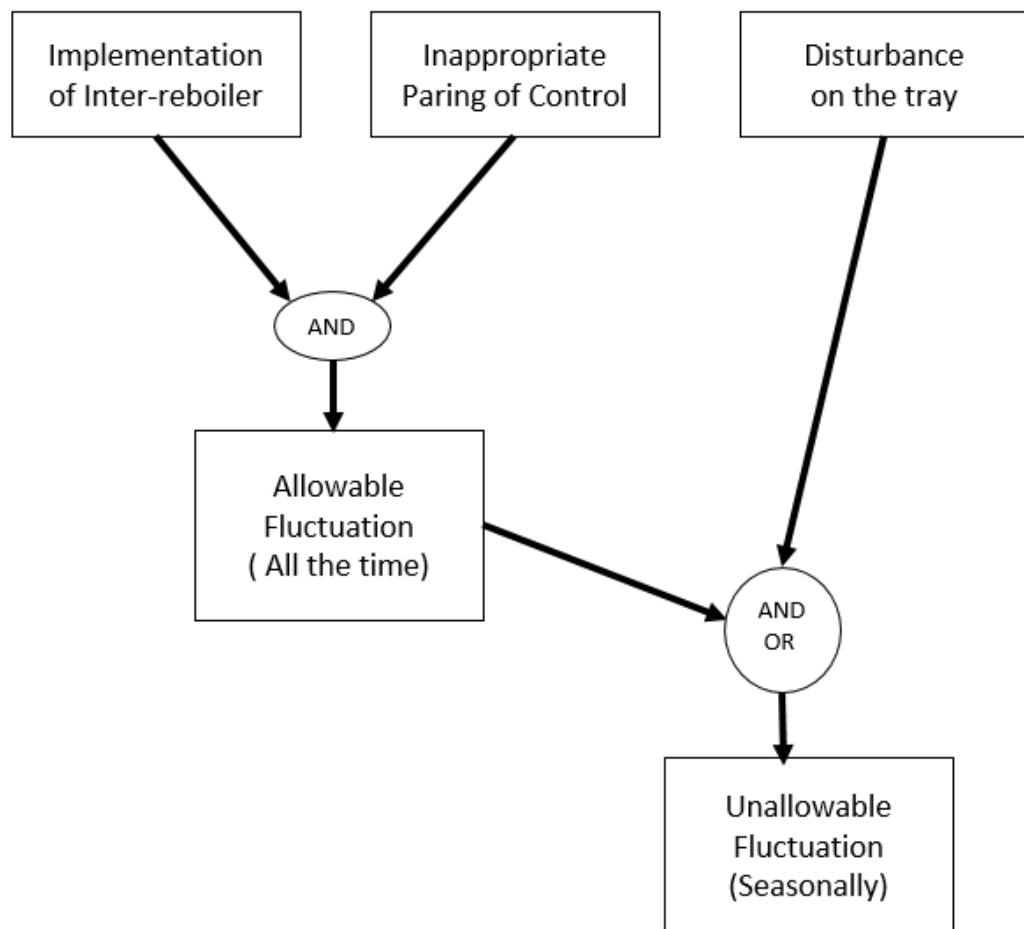 Implementation
of Inter-reboiler
Inappropriate
Paring of Control
Disturbance
on the tray
AND
Allowable
Fluctuation
( All the time)
AND
OR
Unallowable
Fluctuation
(Seasonally)